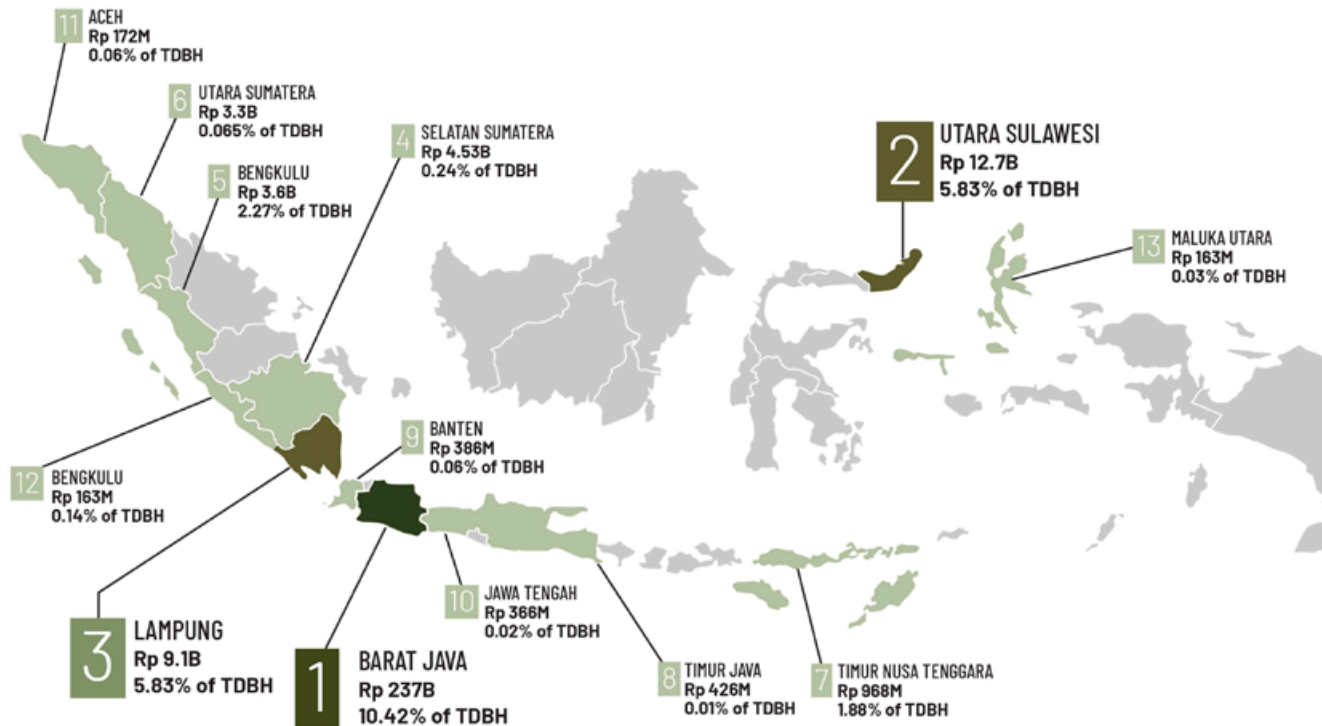 11
ACEH
Rp 172M
0.06% of TDBH
6
UTARA SUMATERA
Rp 3.3B
0.065% of TDBH
5
BENGKULU
Rp 3.6B
2.27% of TDBH
4
SELATAN SUMATERA
Rp 4.53B
0.24% of TDBH
2
UTARA SULAWESI
Rp 12.7B
5.83% of TDBH
13
MALUKA UTARA
Rp 163M
0.03% of TDBH
12
BENGKULU
Rp 163M
0.14% of TDBH
9
BANTEN
Rp 386M
0.06% of TDBH
3
LAMPUNG
Rp 9.1B
5.83% of TDBH
1
BARAT JAVA
Rp 237B
10.42% of TDBH
10
JAWA TENGAH
Rp 366M
0.02% of TDBH
8
TIMUR JAVA
Rp 426M
0.01% of TDBH
7
TIMUR NUSA TENGGARA
Rp 968M
1.88% of TDBH